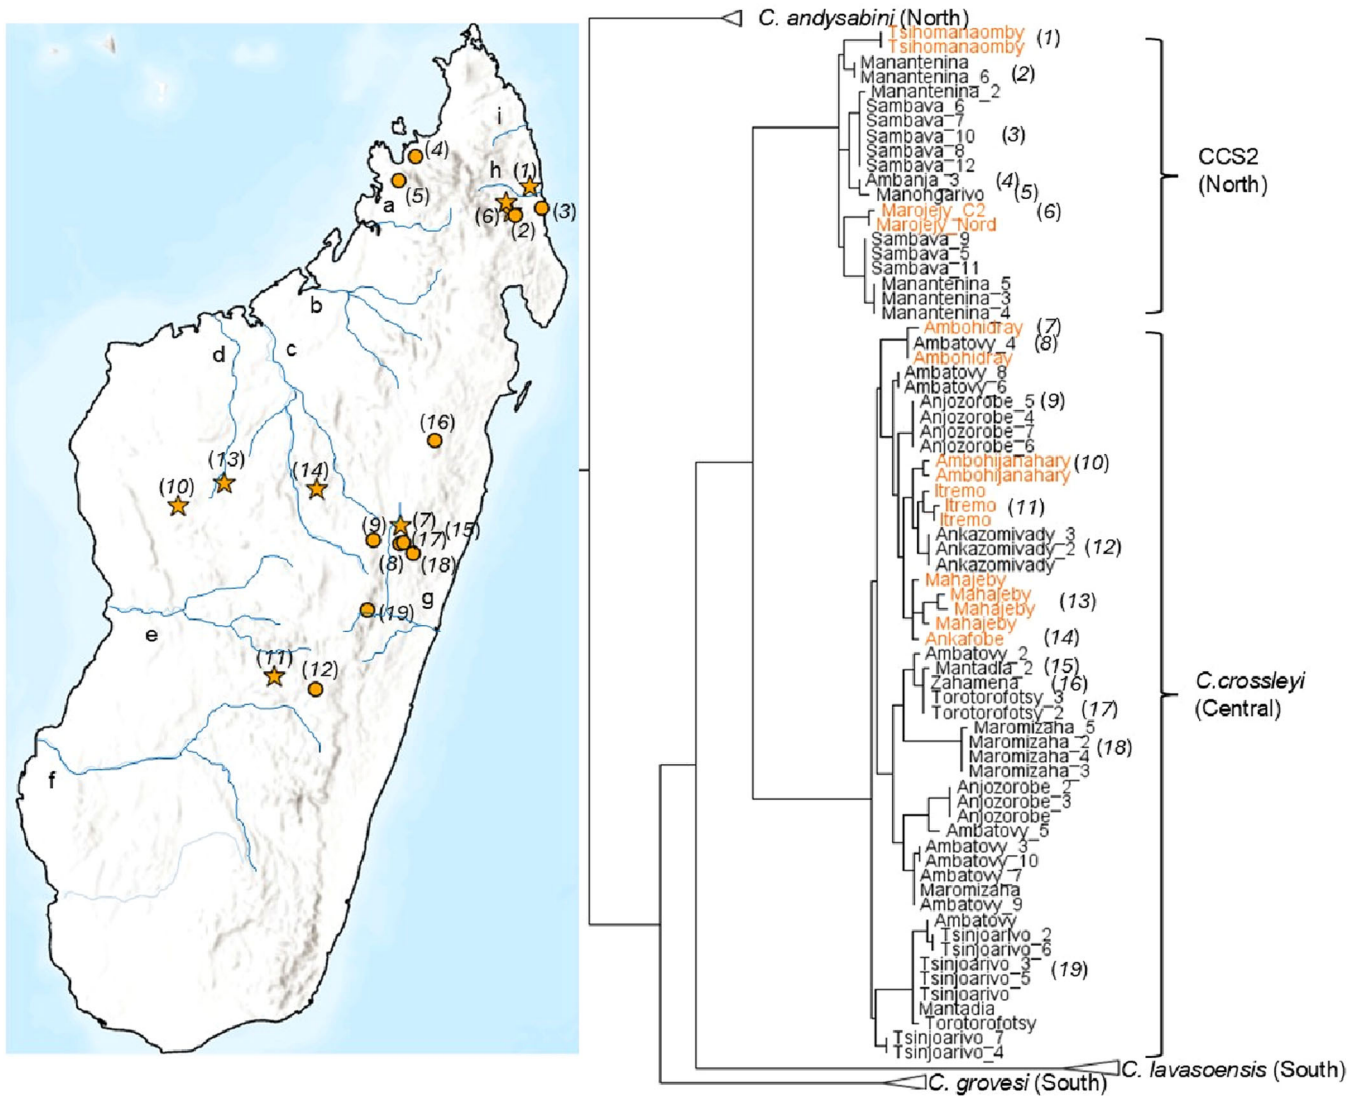 i
(4)
h
(1)
(5)
a
(6)
(2)
(3)
b
d
c
(16)
(13)
(10)
(14)
(9)
(7)
(17)
(15)
(8)
(18)
(19)
g
e
(11)
(12)
f
C. andysabini (North)
Tsihomanaomby (1)
Tsihomanaomby
Manantenina
Manantenina_6 (2)
Manantenina_2
Sambava_6
Sambava_7
Sambava_10 (3)
Sambava_8
Sambava_12
Ambanja_3 (4)
Manongarivo (5)
Marojejy_C2 (6)
Marojejy_Nord
Sambava_9
Sambava_5
Sambava_11
Manantenina_5
Manantenina_3
Manantenina_4
CCS2
(North)
Ambohidray (7)
Ambatovy_4 (8)
Ambohidray
Ambatovy_8
Ambatovy_6
Anjozorobe_5 (9)
Anjozorobe_4
Anjozorobe_7
Anjozorobe_6
Ambohijanahary (10)
Ambohijanahary
Itremo
Itremo (11)
Itremo
Ankazomivady_3
Ankazomivady_2 (12)
Ankazomivady
Mahajeby
Mahajeby (13)
Mahajeby
Mahajeby
Ankafobe (14)
Ambatovy_2
Mantadia_2 (15)
Zahamena (16)
Torotorofotsy_3
Torotorofotsy_2 (17)
Maromizaha_5
Maromizaha_2 (18)
Maromizaha_4
Maromizaha_3
Anjozorobe_2
Anjozorobe_3
Anjozorobe
Ambatovy_5
Ambatovy_3
Ambatovy_10
Ambatovy_7
Maromizaha
Ambatovy_9
Ambatovy
Tsinjoarivo_2
Tsinjoarivo_6
Tsinjoarivo_3 (19)
Tsinjoarivo_5
Tsinjoarivo
Mantadia
Torotorofotsy
Tsinjoarivo_7
Tsinjoarivo_4
C.crossleyi
(Central)
C. lavasoensis (South)
C. grovesi (South)